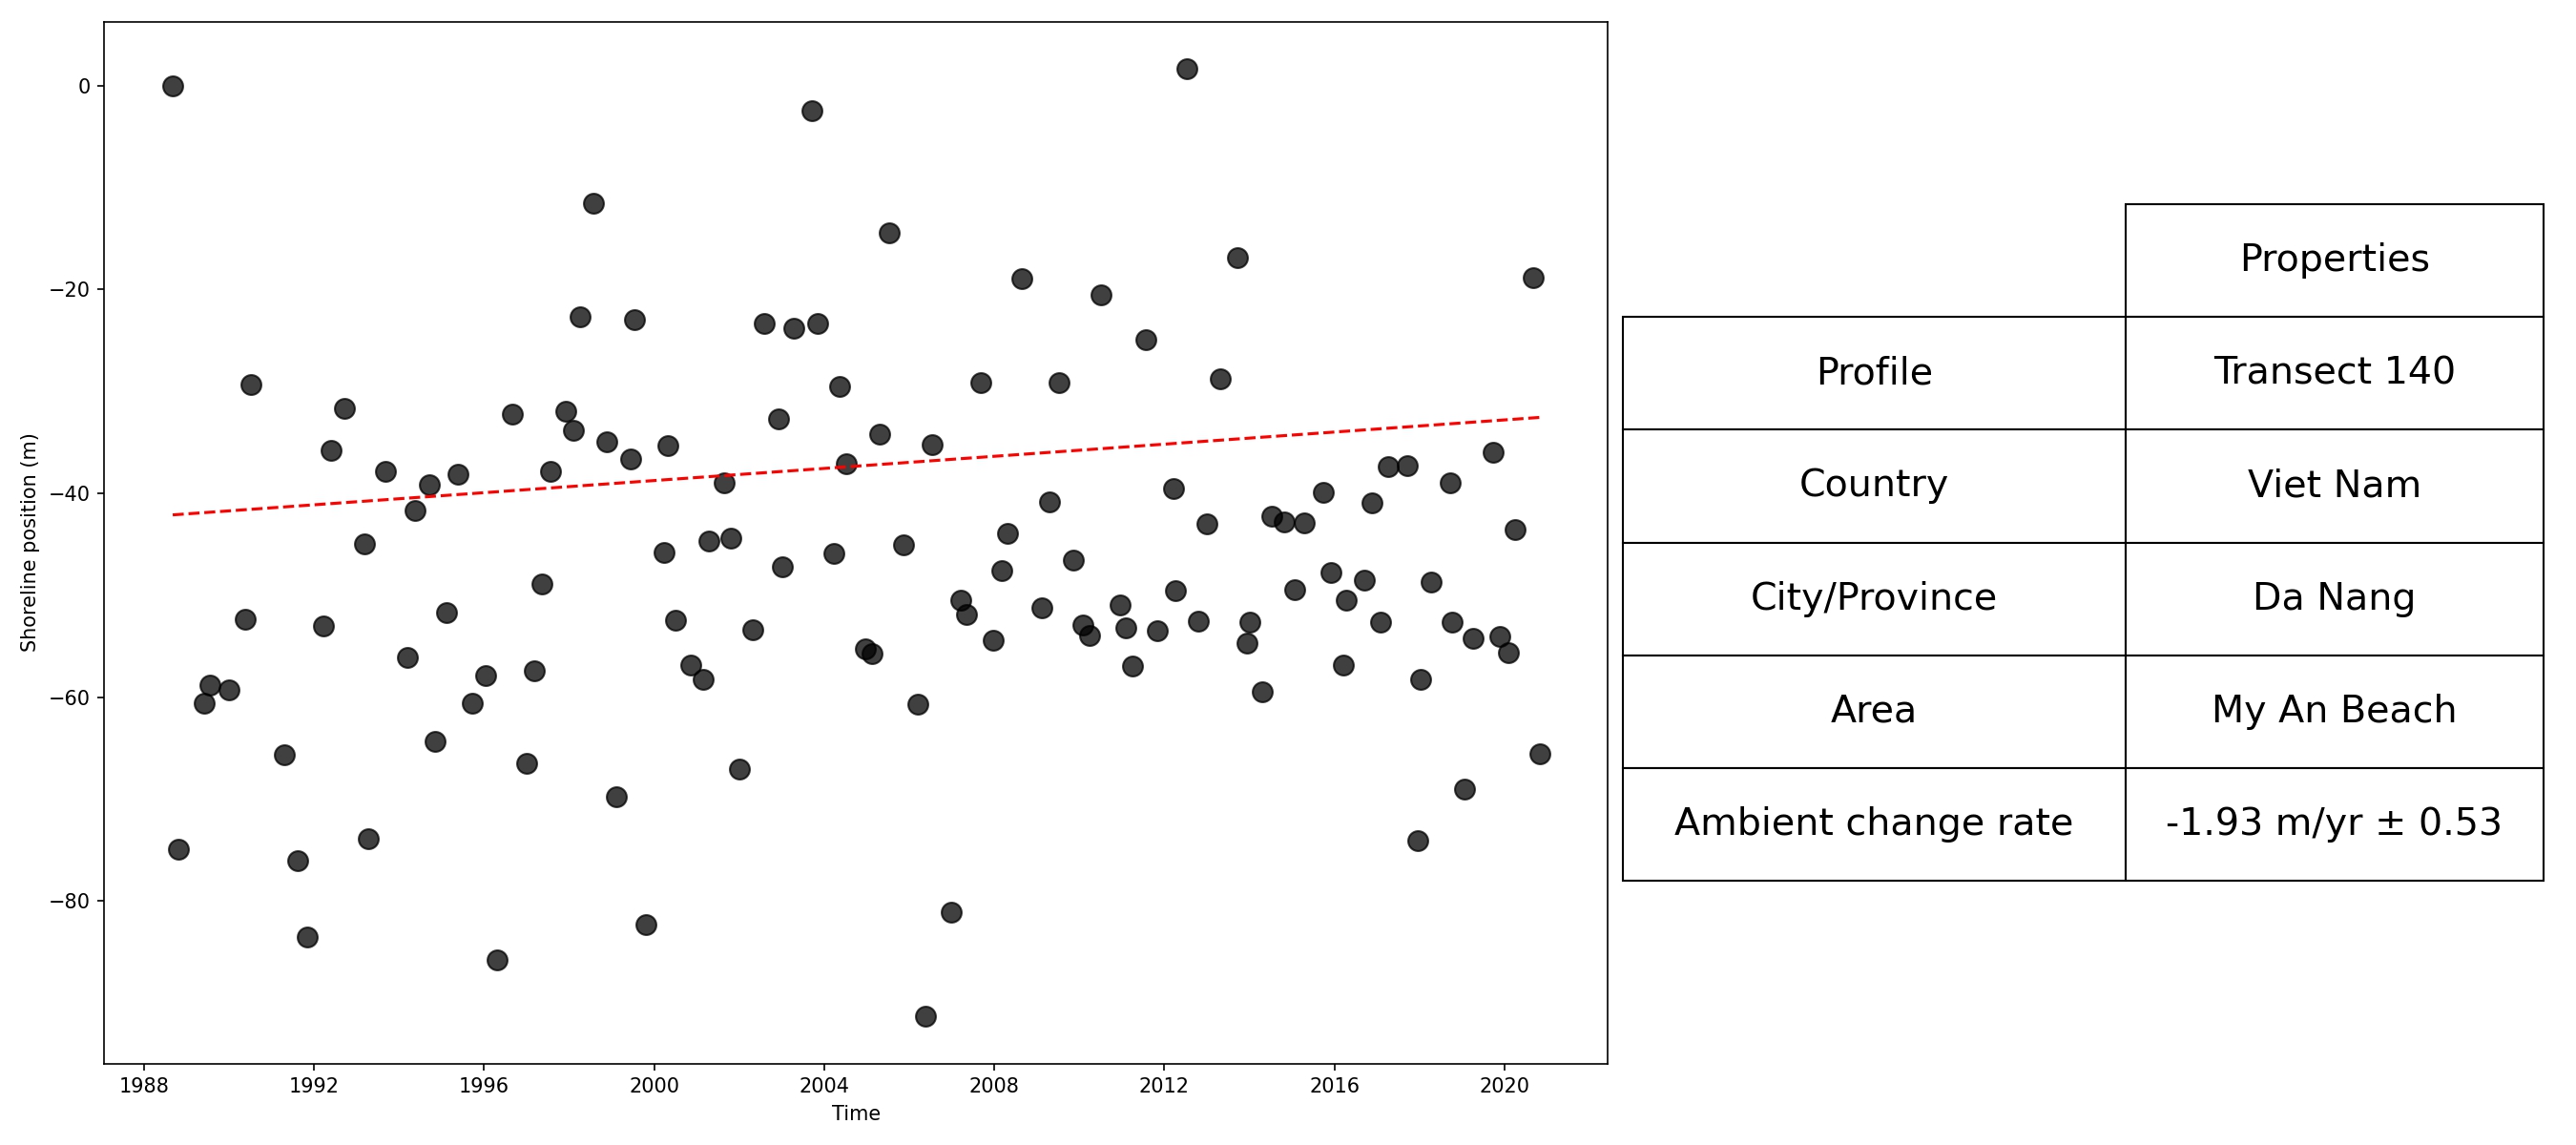 0
−20
−40
−60
−80
Shoreline position (m)
1988 1992 1996 2000 2004 2008 2012 2016 2020
Time
Properties
Profile Transect 140
Country Viet Nam
City/Province Da Nang
Area My An Beach
Ambient change rate -1.93 m/yr ± 0.53